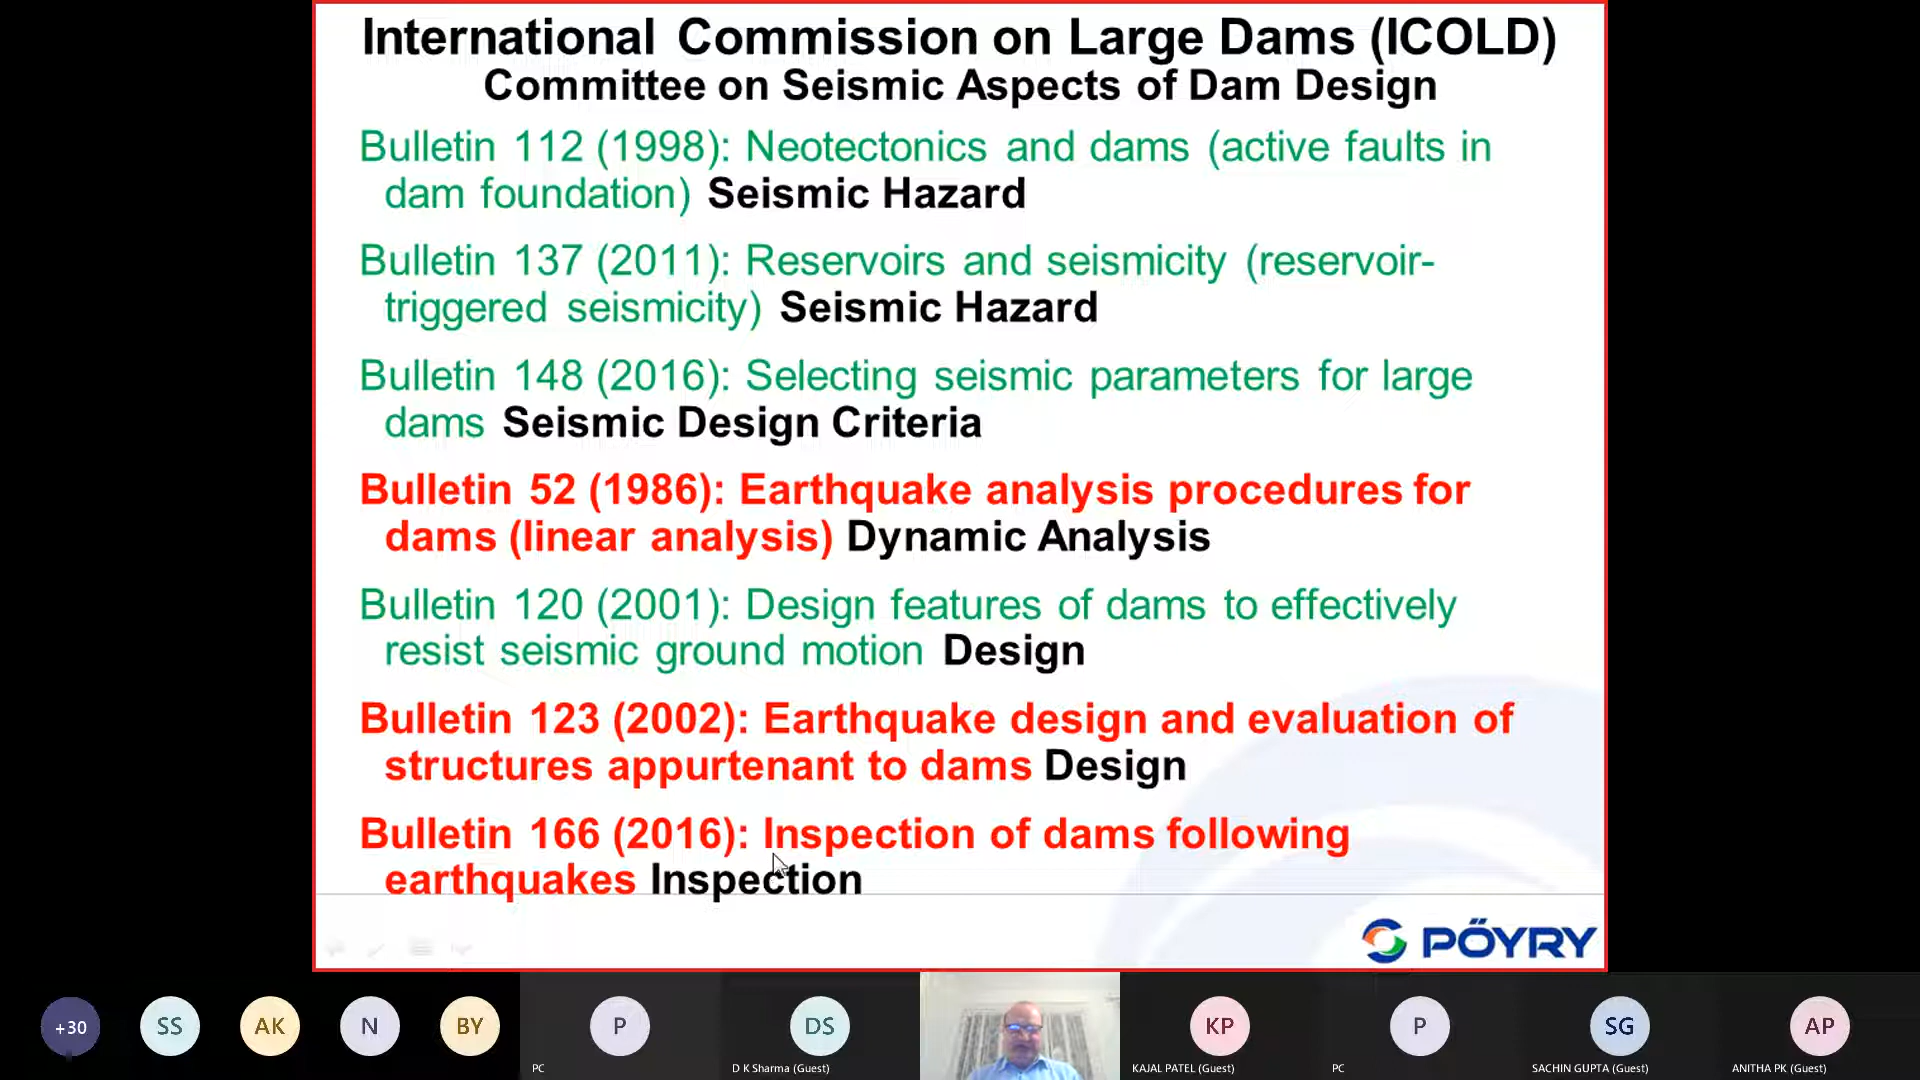 International Commission on Large Dams (ICOLD)
Committee on Seismic Aspects of Dam Design
Bulletin 112 (1998): Neotectonics and dams (active faults in
dam foundation) Seismic Hazard
Bulletin 137 (2011): Reservoirs and seismicity (reservoir-
triggered seismicity) Seismic Hazard
Bulletin 148 (2016): Selecting seismic parameters for large
dams Seismic Design Criteria
Bulletin 52 (1986): Earthquake analysis procedures for
dams (linear analysis) Dynamic Analysis
Bulletin 120 (2001): Design features of dams to effectively
resist seismic ground motion Design
Bulletin 123 (2002): Earthquake design and evaluation of
structures appurtenant to dams Design
Bulletin 166 (2016): Inspection of dams following
earthquakes Inspection
PÖYRY
+30 SS AK N BY P DS KP P SG AP
PC D K Sharma (Guest) KAJAL PATEL (Guest) PC SACHIN GUPTA (Guest) ANITHA PK (Guest)